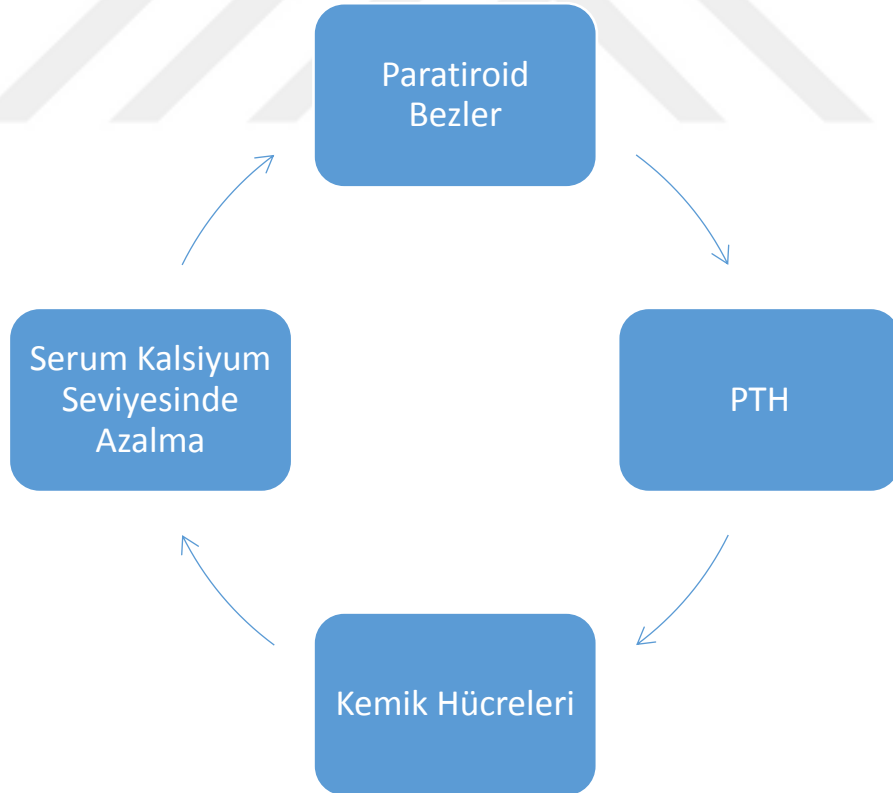 Paratiroid
Bezler
PTH
Kemik Hücreleri
Serum Kalsiyum
Seviyesinde
Azalma